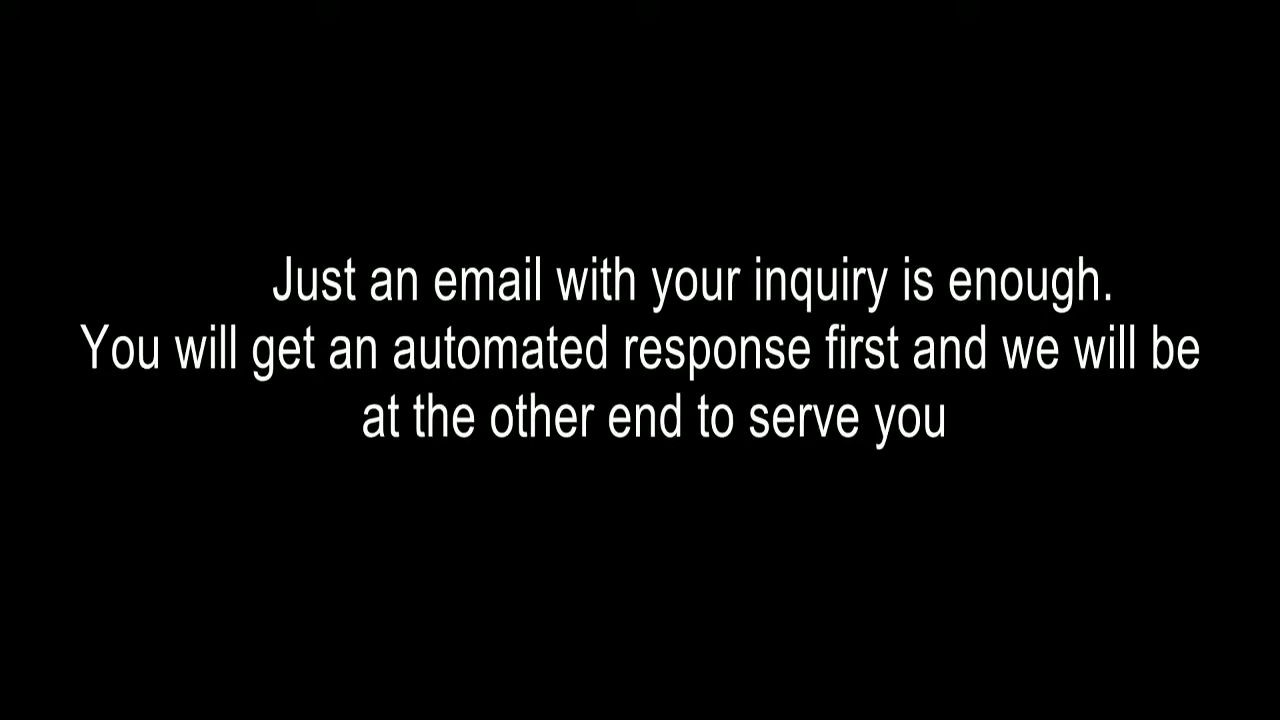 Just an email with your inquiry is enough.
You will get an automated response first and we will be
at the other end to serve you